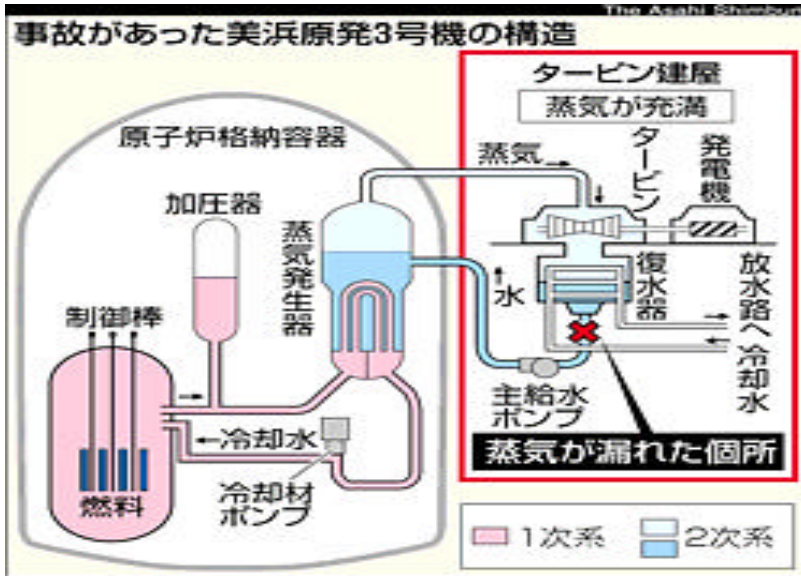 The Asahi Shimbun
事故があった美浜原発3号機の構造
タービン建屋
蒸気が充満
原子炉格納容器
蒸気
タービン
発電機
加圧器
蒸気発生器
水
復水器
放水路へ
冷却水
制御棒
主給水
ポンプ
蒸気が漏れた個所
冷却水
燃料
冷却材
ポンプ
1次系
2次系